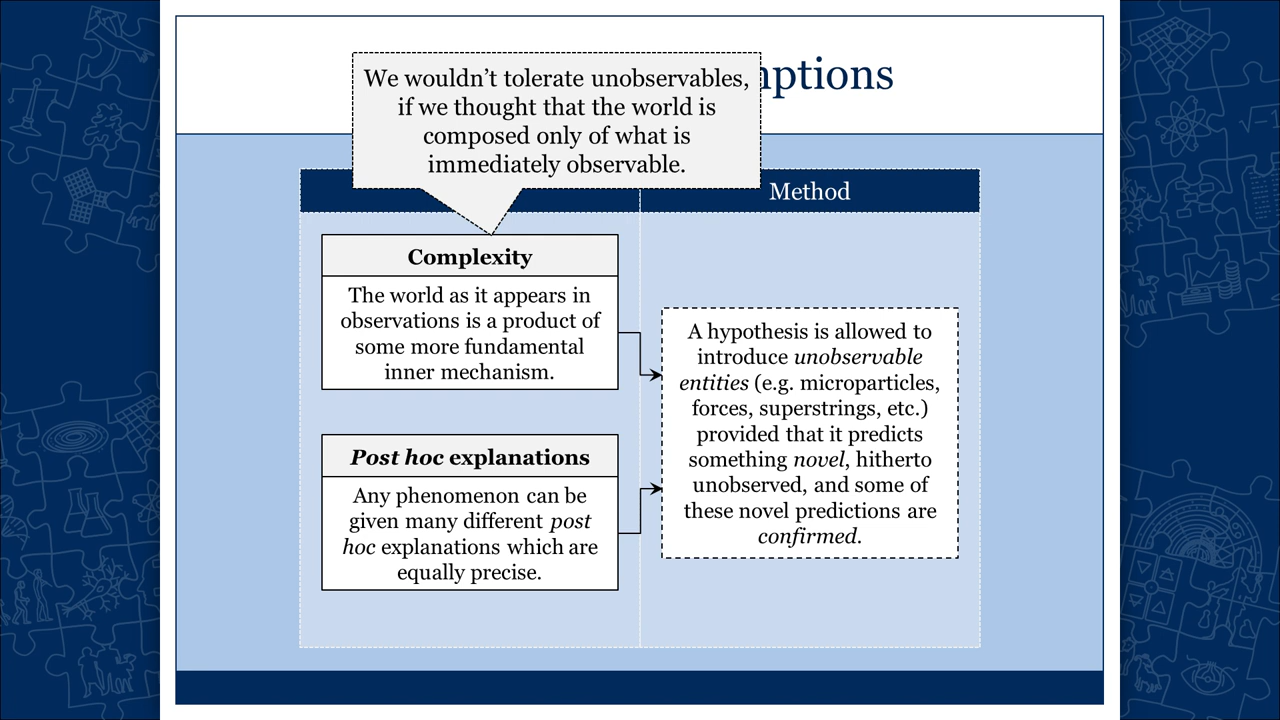 We wouldn't tolerate unobservables,
if we thought that the world is
composed only of what is
immediately observable.
Method
Complexity
The world as it appears in
observations is a product of
some more fundamental
inner mechanism.
Post hoc explanations
Any phenomenon can be
given many different post
hoc explanations which are
equally precise.
A hypothesis is allowed to
introduce unobservable
entities (e.g. microparticles,
forces, superstrings, etc.)
provided that it predicts
something novel, hitherto
unobserved, and some of
these novel predictions are
confirmed.